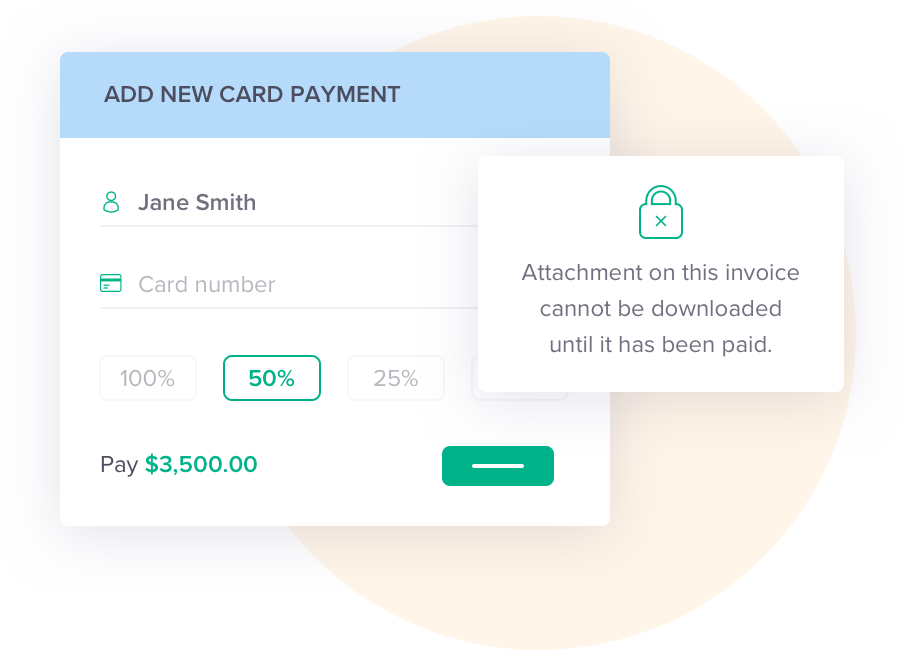 ADD NEW CARD PAYMENT
Jane Smith
Card number
Attachment on this invoice
cannot be downloaded
until it has been paid.
100%
50%
25%
Pay $3,500.00